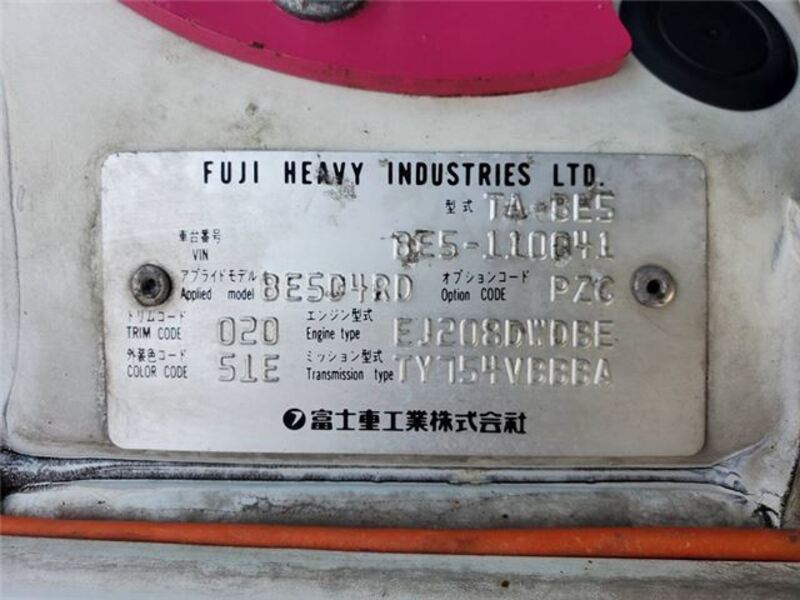 FUJI HEAVY INDUSTRIES LTD.
型式 TA-BE5
車台番号 VIN BE5-110041
アプライドモデル Applied model BE5D4RD オプションコード Option CODE PZC
トリムコード TRIM CODE 020 エンジン型式 Engine type EJ208DWDBE
外装色コード COLOR CODE 51E ミッション型式 Transmission type TY754VBBBA
フ 富士重工業株式会社